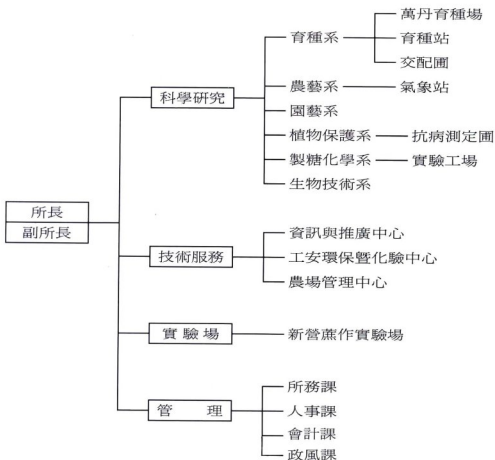 所長
副所長
科學研究
育種系
萬丹育種場
育種站
交配圃
農藝系
氣象站
園藝系
植物保護系
抗病測定圃
製糖化學系
實驗工場
生物技術系
技術服務
資訊與推廣中心
工安環保暨化驗中心
農場管理中心
實驗場
新營蔗作實驗場
管理
所務課
人事課
會計課
政風課